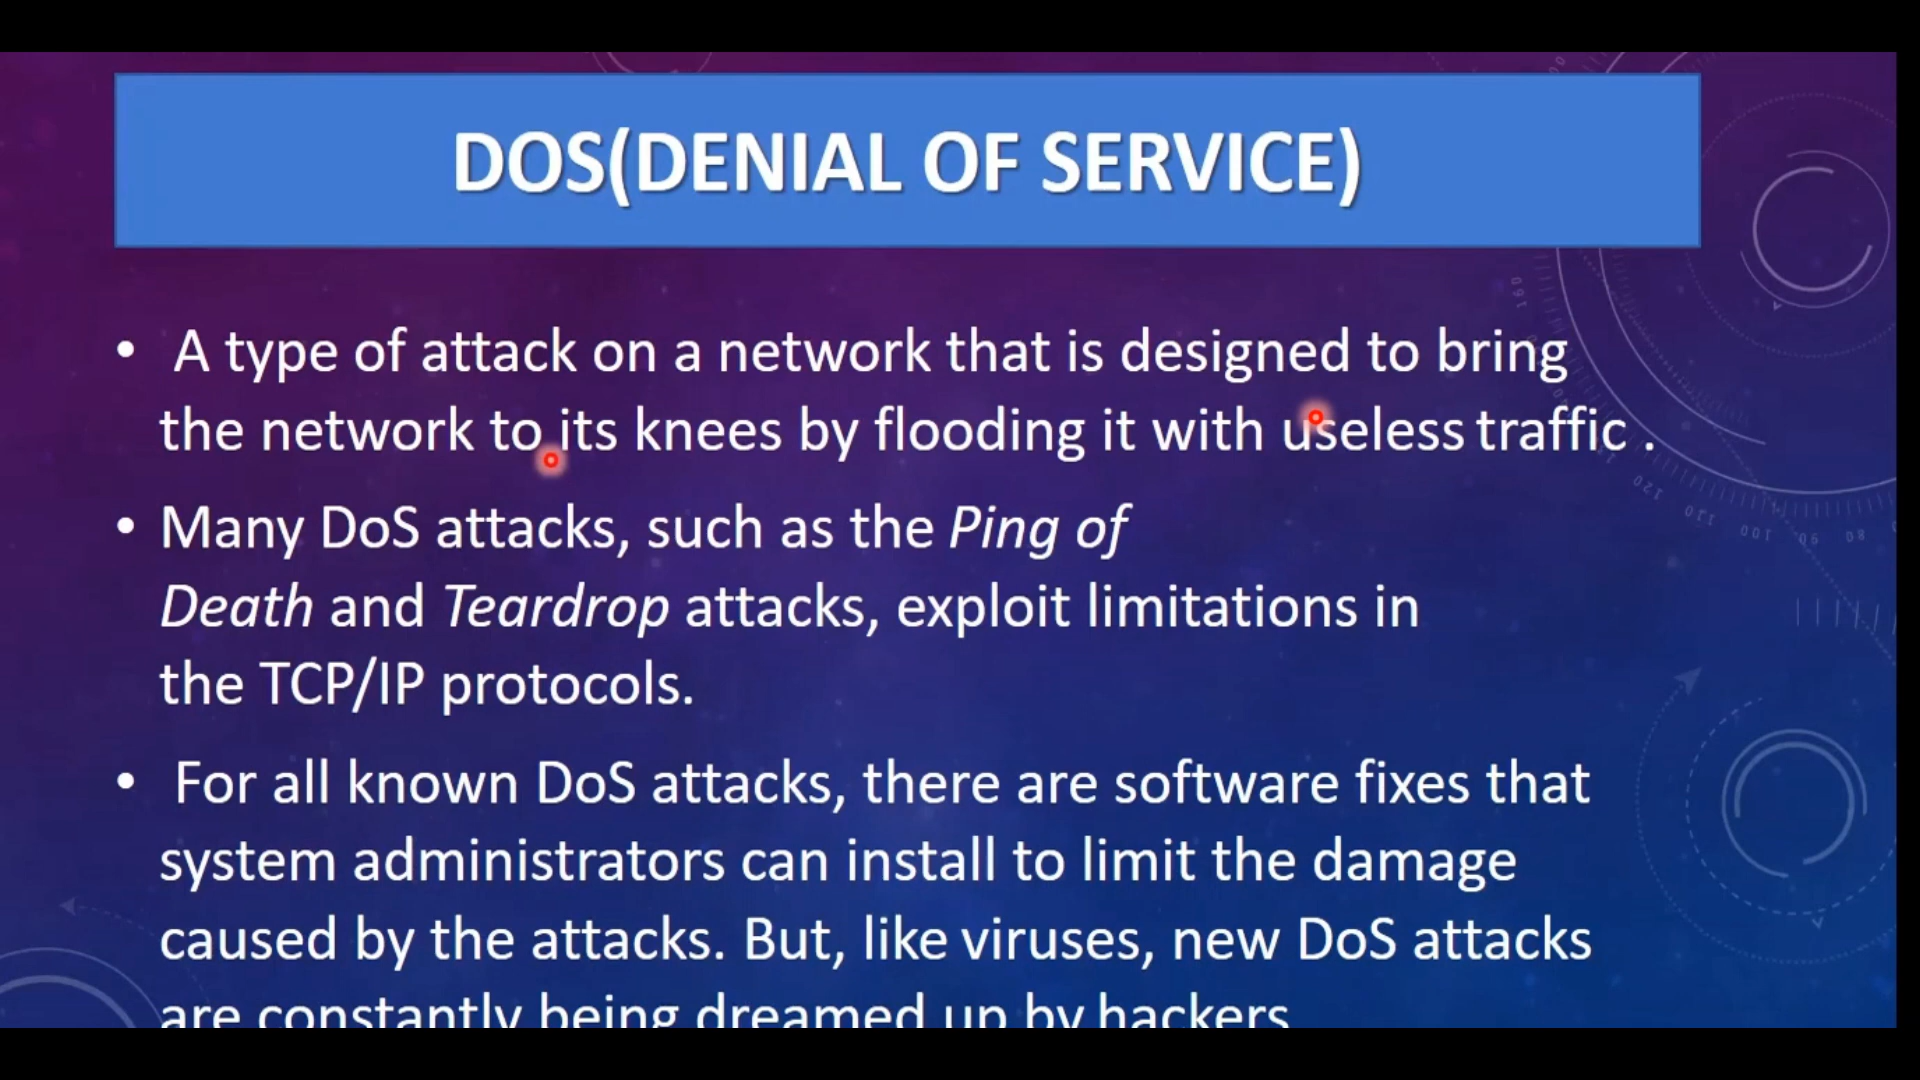 DOS(DENIAL OF SERVICE)
• A type of attack on a network that is designed to bring
the network to its knees by flooding it with useless traffic .
• Many DoS attacks, such as the Ping of
Death and Teardrop attacks, exploit limitations in
the TCP/IP protocols.
• For all known DoS attacks, there are software fixes that
system administrators can install to limit the damage
caused by the attacks. But, like viruses, new DoS attacks
are constantly being dreamed up by hackers